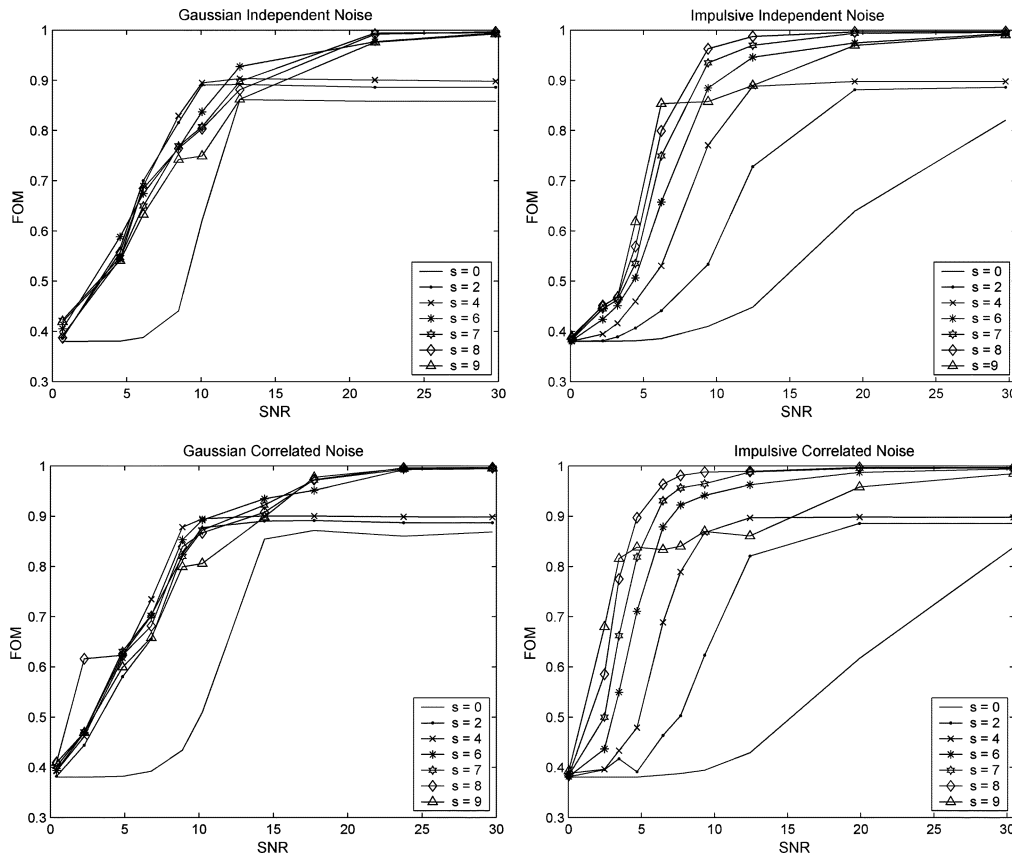 Gaussian Independent Noise
1
0.9
0.8
0.7
0.6
0.5
0.4
0.3
FOM
0
5
10
15
20
25
30
SNR
s = 0
s = 2
s = 4
s = 6
s = 7
s = 8
s = 9
Impulsive Independent Noise
1
0.9
0.8
0.7
0.6
0.5
0.4
0.3
FOM
0
5
10
15
20
25
30
SNR
s = 0
s = 2
s = 4
s = 6
s = 7
s = 8
s =9
Gaussian Correlated Noise
1
0.9
0.8
0.7
0.6
0.5
0.4
0.3
FOM
0
5
10
15
20
25
30
SNR
s = 0
s = 2
s = 4
s = 6
s = 7
s = 8
s = 9
Impulsive Correlated Noise
1
0.9
0.8
0.7
0.6
0.5
0.4
0.3
FOM
0
5
10
15
20
25
30
SNR
s = 0
s = 2
s = 4
s = 6
s = 7
s = 8
s = 9